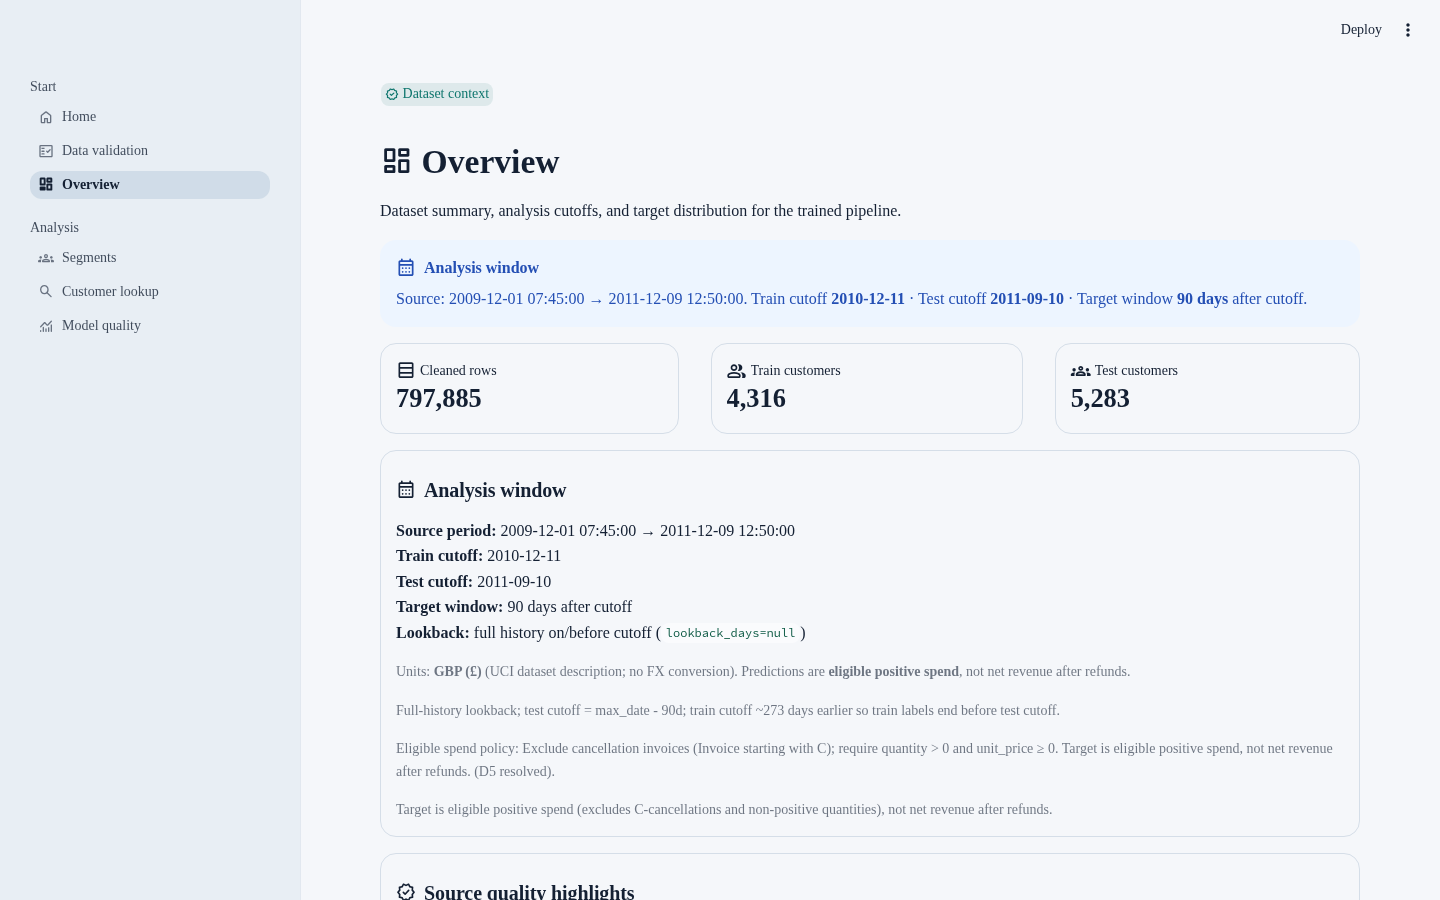 Deploy
Start
Home
Data validation
Overview
Analysis
Segments
Customer lookup
Model quality
Dataset context
Overview
Dataset summary, analysis cutoffs, and target distribution for the trained pipeline.
Analysis window
Source: 2009-12-01 07:45:00 → 2011-12-09 12:50:00. Train cutoff 2010-12-11 · Test cutoff 2011-09-10 · Target window 90 days after cutoff.
Cleaned rows
797,885
Train customers
4,316
Test customers
5,283
Analysis window
Source period: 2009-12-01 07:45:00 → 2011-12-09 12:50:00
Train cutoff: 2010-12-11
Test cutoff: 2011-09-10
Target window: 90 days after cutoff
Lookback: full history on/before cutoff ( lookback_days=null )
Units: GBP (£) (UCI dataset description; no FX conversion). Predictions are eligible positive spend, not net revenue after refunds.
Full-history lookback; test cutoff = max_date - 90d; train cutoff ~273 days earlier so train labels end before test cutoff.
Eligible spend policy: Exclude cancellation invoices (Invoice starting with C); require quantity > 0 and unit_price ≥ 0. Target is eligible positive spend, not net revenue
after refunds. (D5 resolved).
Target is eligible positive spend (excludes C-cancellations and non-positive quantities), not net revenue after refunds.
Source quality highlights